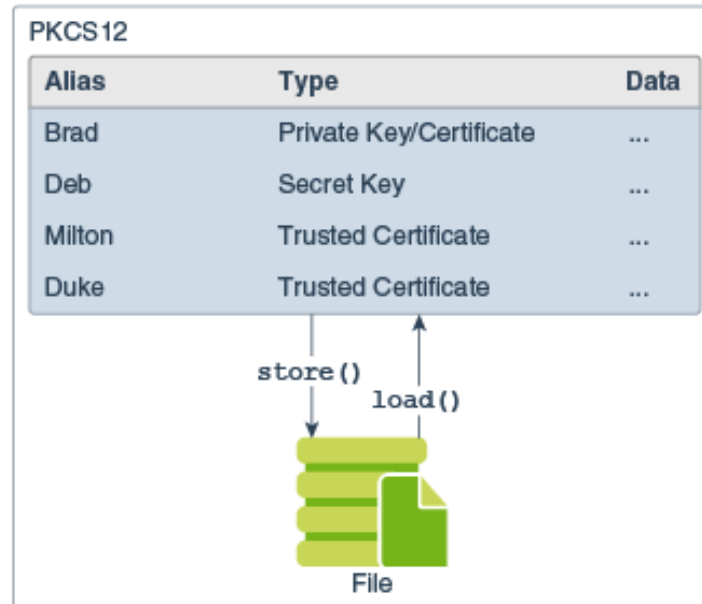 PKCS12
Alias Type Data
Brad Private Key/Certificate ...
Deb Secret Key ...
Milton Trusted Certificate ...
Duke Trusted Certificate ...
store()
load()
File